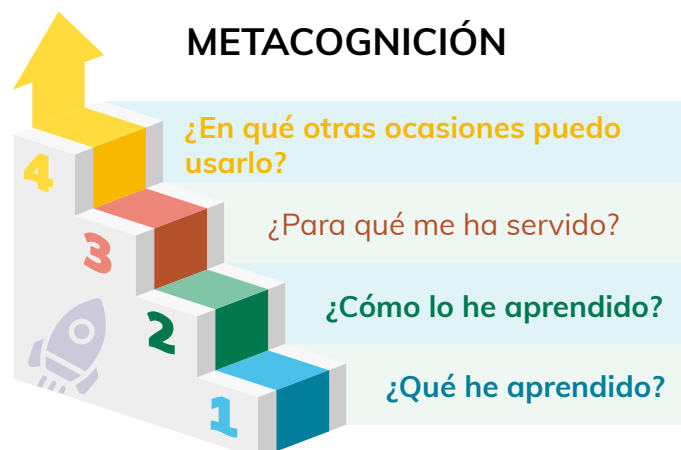 METACOGNICIÓN
¿En qué otras ocasiones puedo
usarlo?
4
¿Para qué me ha servido?
3
¿Cómo lo he aprendido?
2
¿Qué he aprendido?
1